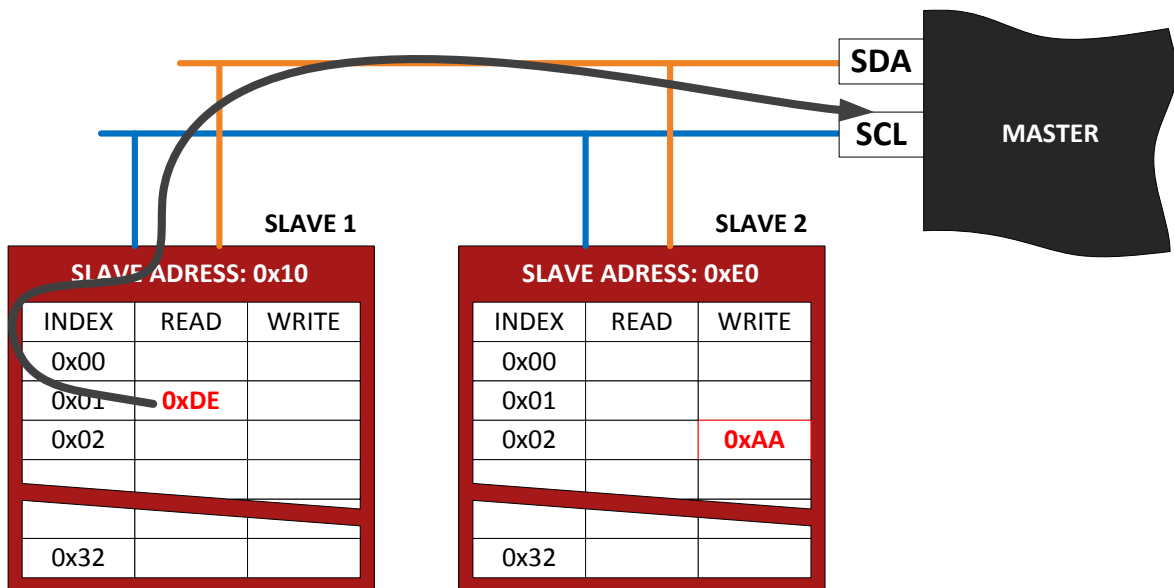 SDA
SCL
MASTER
SLAVE 1
SLAVE ADRESS: 0x10
INDEX READ WRITE
0x00
0x01 0xDE
0x02
0x32
SLAVE 2
SLAVE ADRESS: 0xE0
INDEX READ WRITE
0x00
0x01
0x02 0xAA
0x32